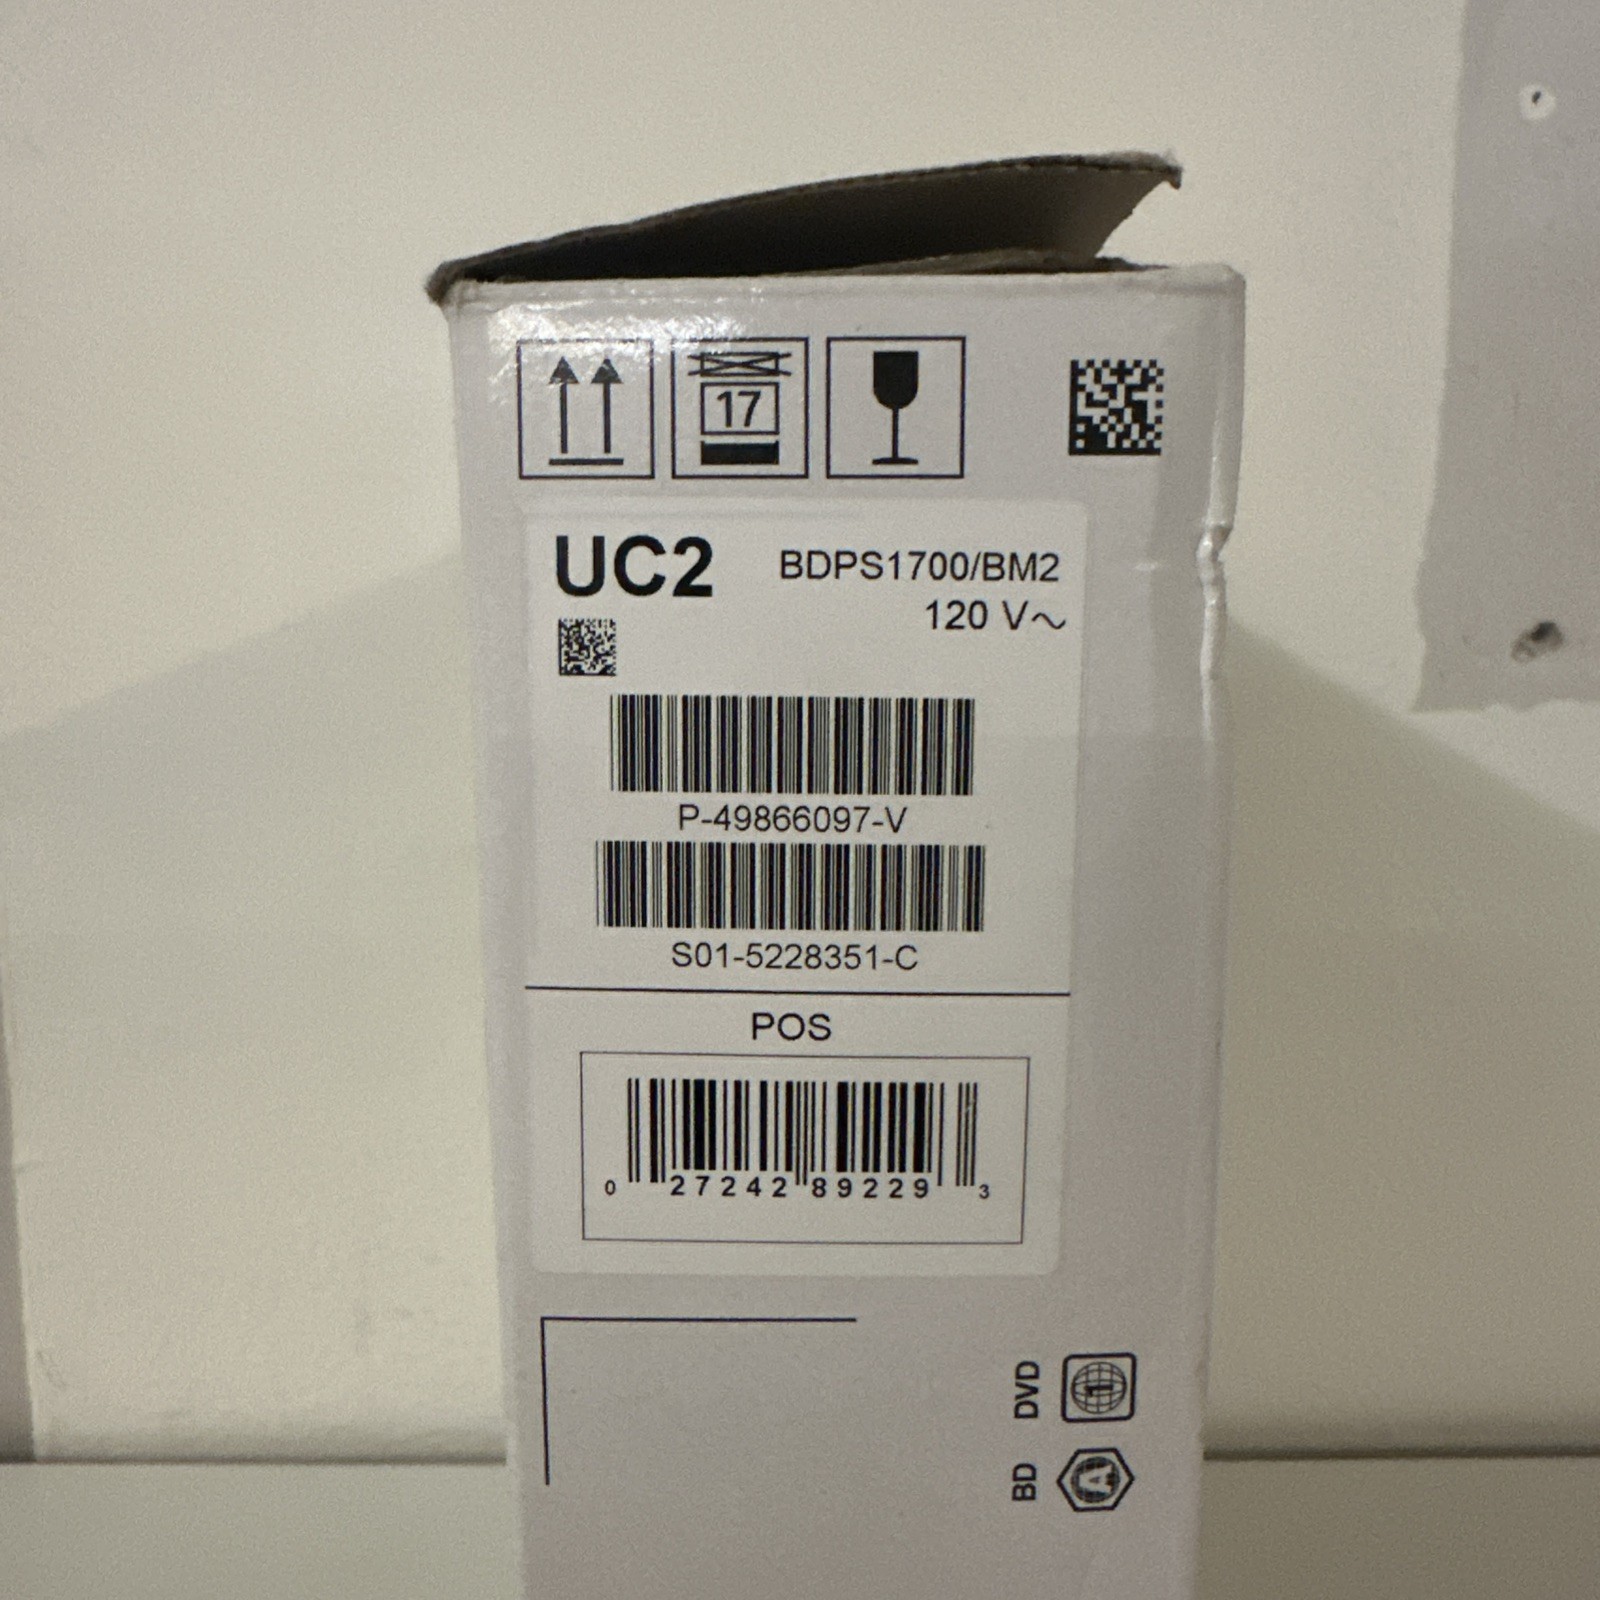 17
UC2
BDPS1700/BM2
120 V~
P-49866097-V
S01-5228351-C
POS
0 27242 89229 3
DVD 1
BD A